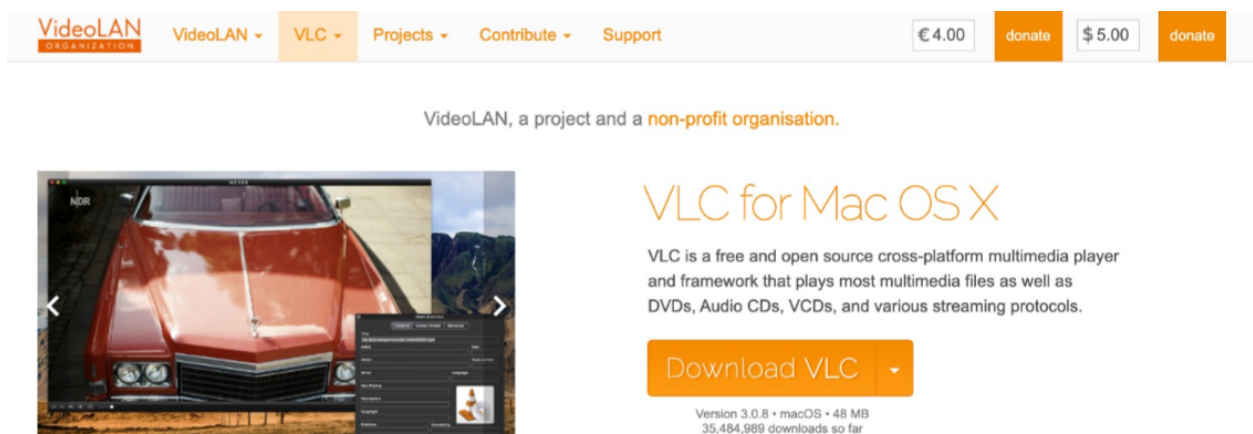 VideoLAN
ORGANIZATION
VideoLAN VLC Projects Contribute Support
€ 4.00 donate $ 5.00 donate
VideoLAN, a project and a non-profit organisation.
NDR
VLC for Mac OS X
VLC is a free and open source cross-platform multimedia player
and framework that plays most multimedia files as well as
DVDs, Audio CDs, VCDs, and various streaming protocols.
Download VLC
Version 3.0.8 • macOS • 48 MB
35,484,989 downloads so far